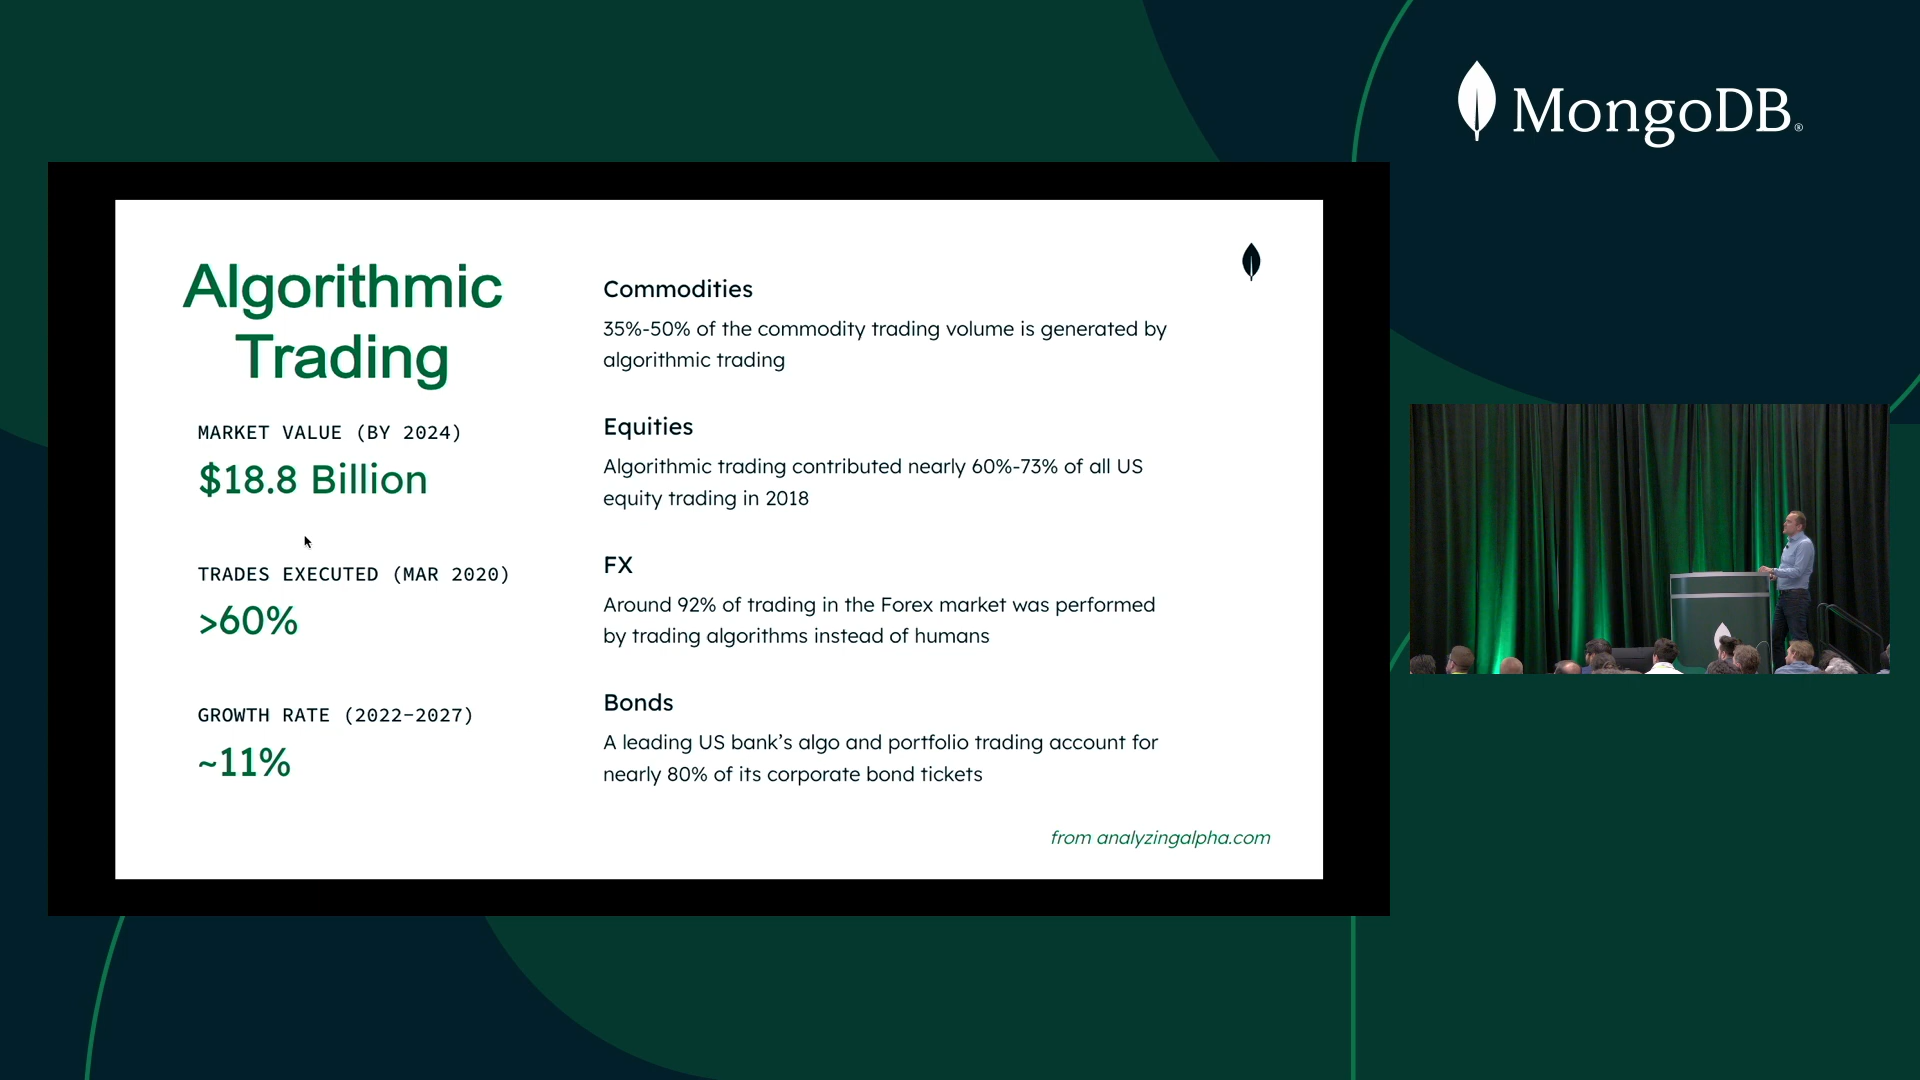 MongoDB®
Algorithmic
Trading
MARKET VALUE (BY 2024)
$18.8 Billion
TRADES EXECUTED (MAR 2020)
>60%
GROWTH RATE (2022-2027)
~11%
Commodities
35%-50% of the commodity trading volume is generated by
algorithmic trading
Equities
Algorithmic trading contributed nearly 60%-73% of all US
equity trading in 2018
FX
Around 92% of trading in the Forex market was performed
by trading algorithms instead of humans
Bonds
A leading US bank’s algo and portfolio trading account for
nearly 80% of its corporate bond tickets
from analyzingalpha.com